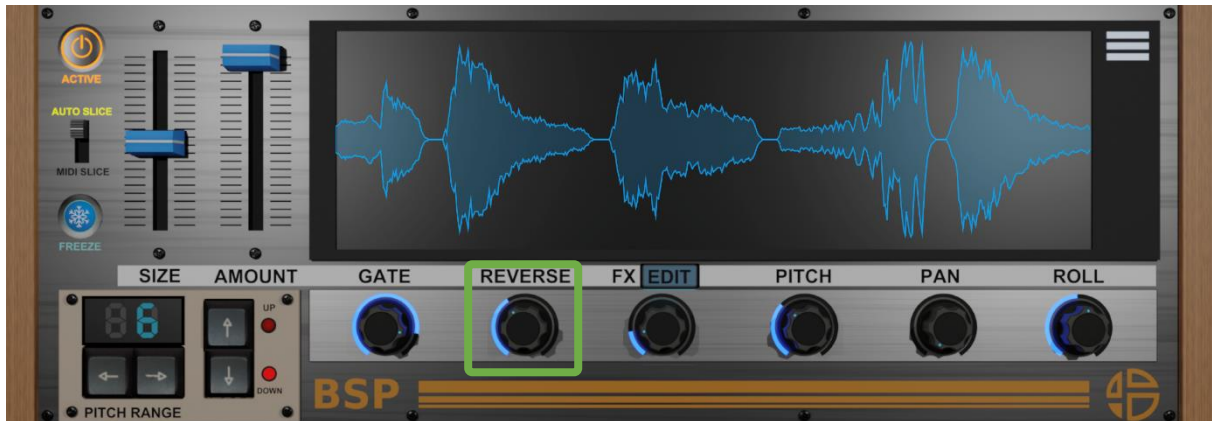 ACTIVE
AUTO SLICE
MIDI SLICE
FREEZE
SIZE AMOUNT GATE REVERSE FX EDIT PITCH PAN ROLL
6
UP
DOWN
PITCH RANGE
BSP